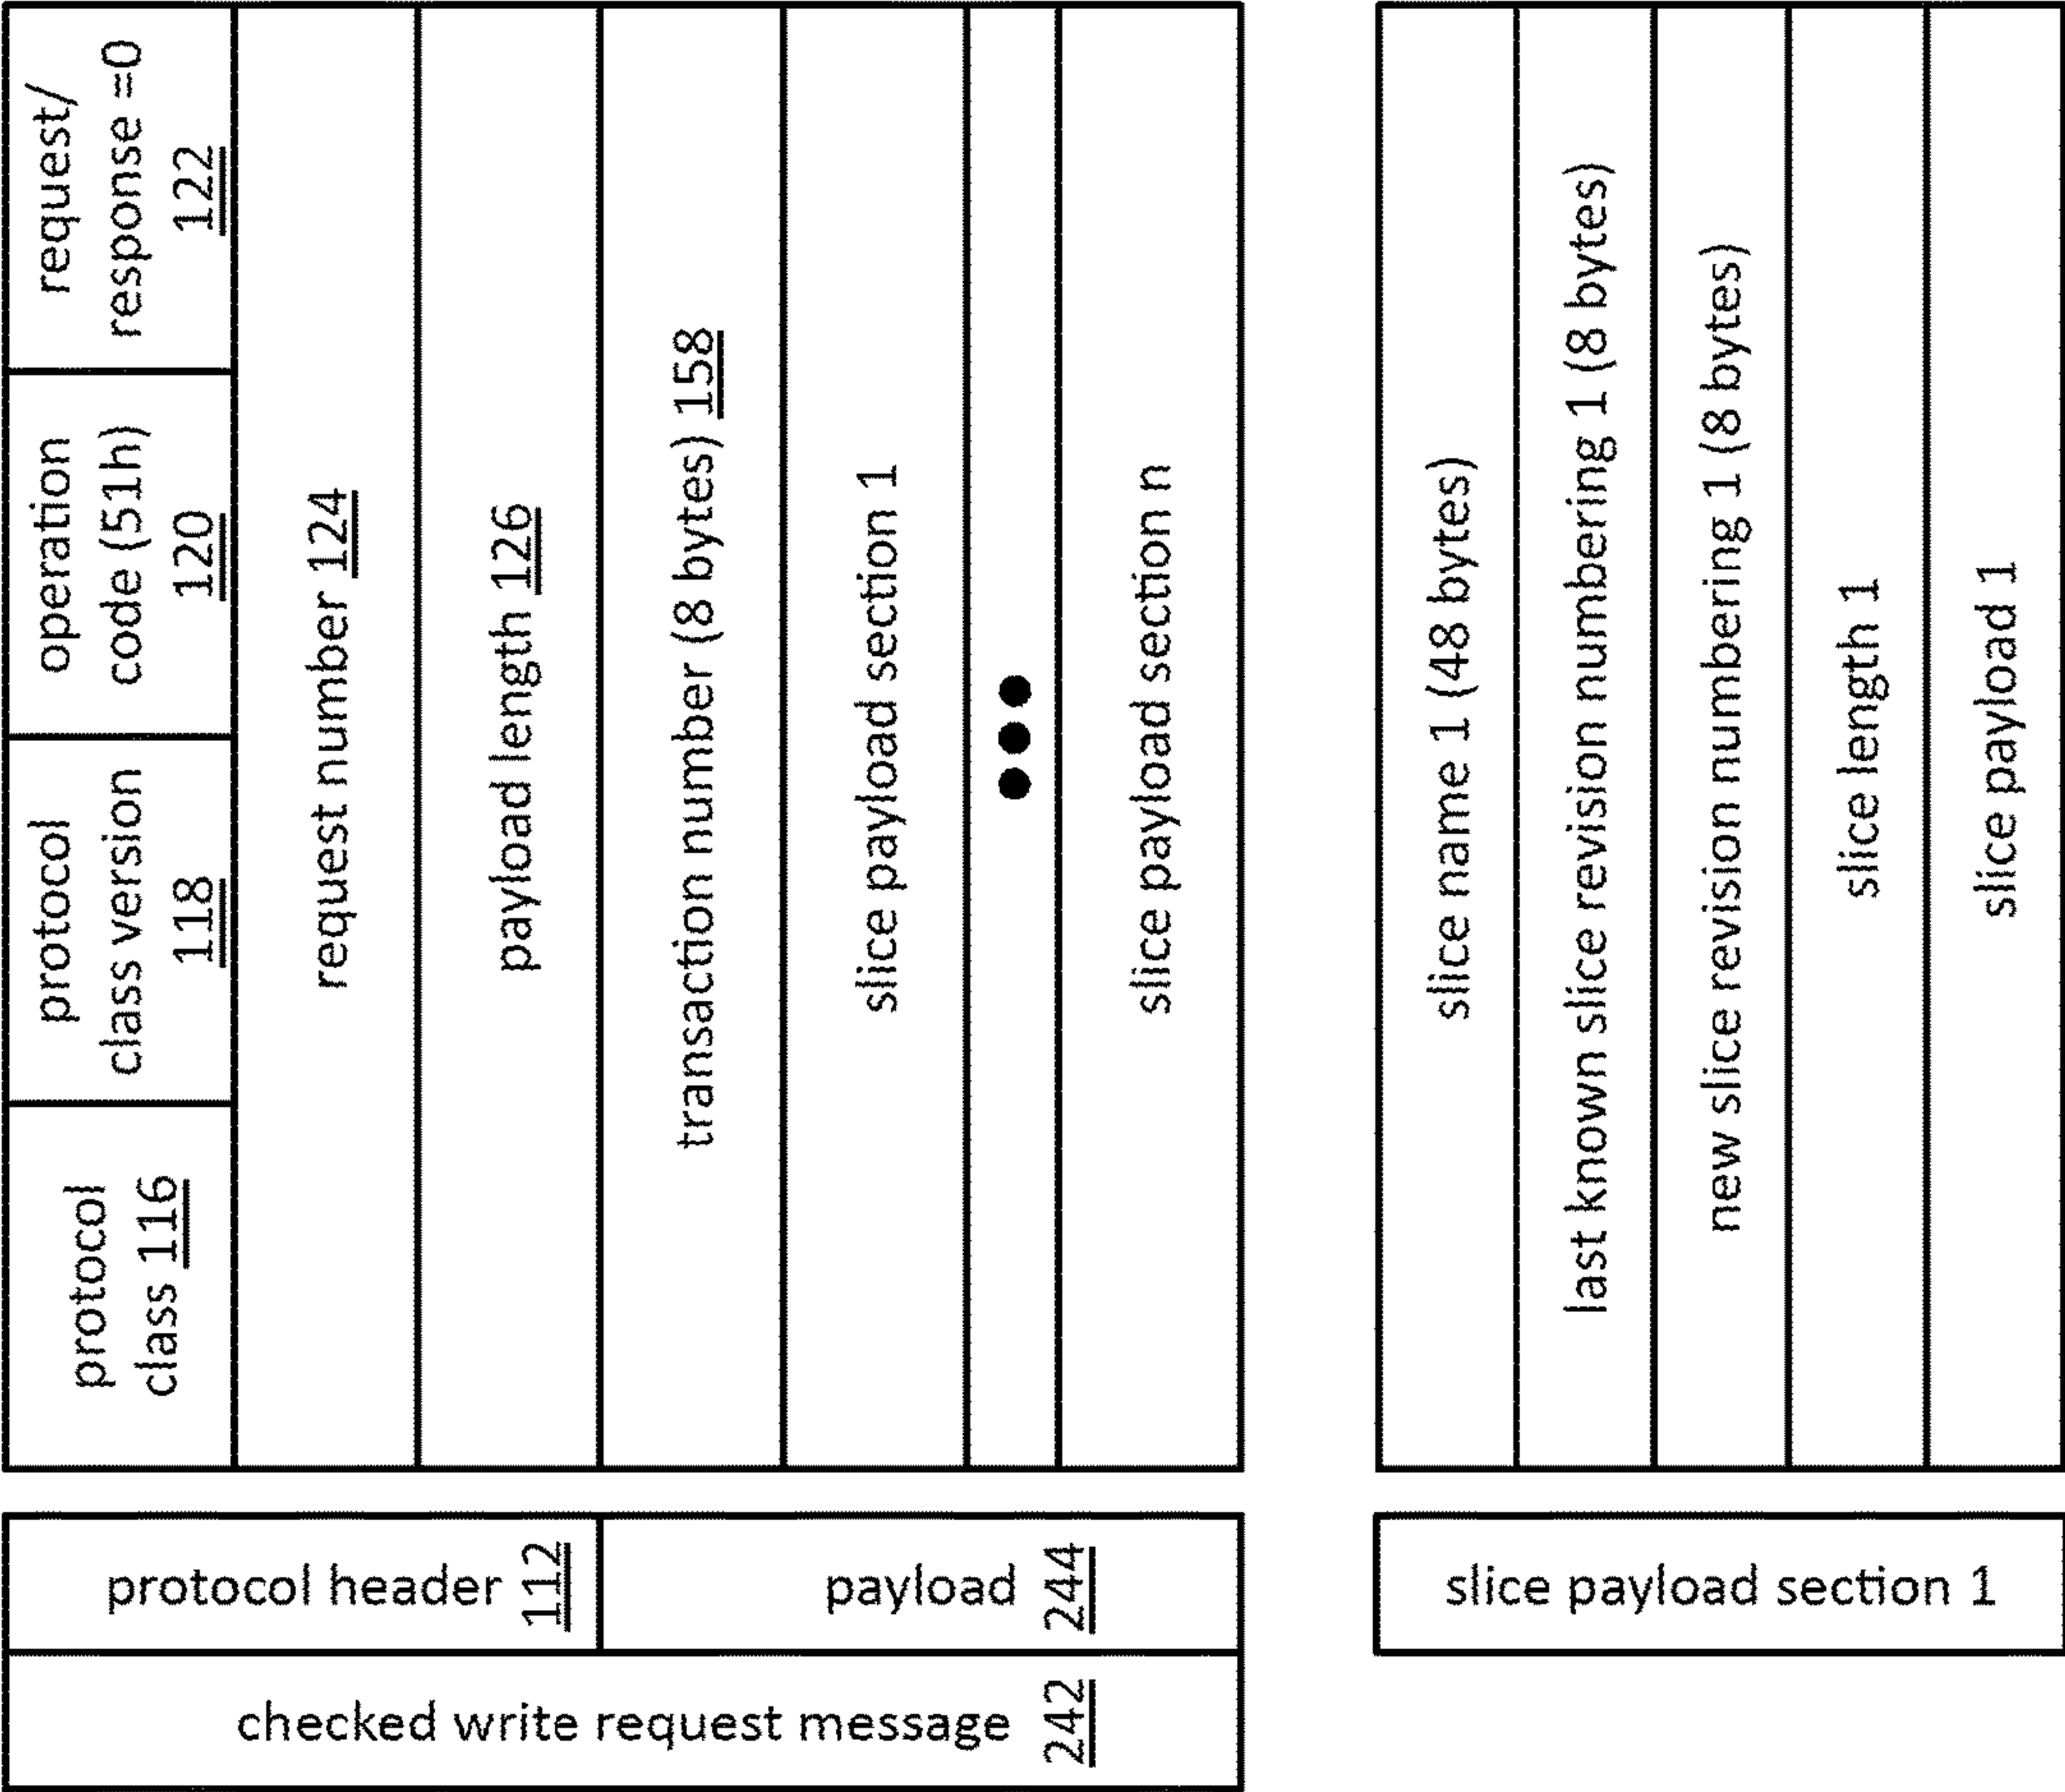 checked write request message 242
protocol header 112
payload 244
protocol
class 116
protocol
class version
118
operation
code (51h)
120
request/
response =0
122
request number 124
payload length 126
transaction number (8 bytes) 158
slice payload section 1
slice payload section n
slice payload section 1
slice name 1 (48 bytes)
last known slice revision numbering 1 (8 bytes)
new slice revision numbering 1 (8 bytes)
slice length 1
slice payload 1